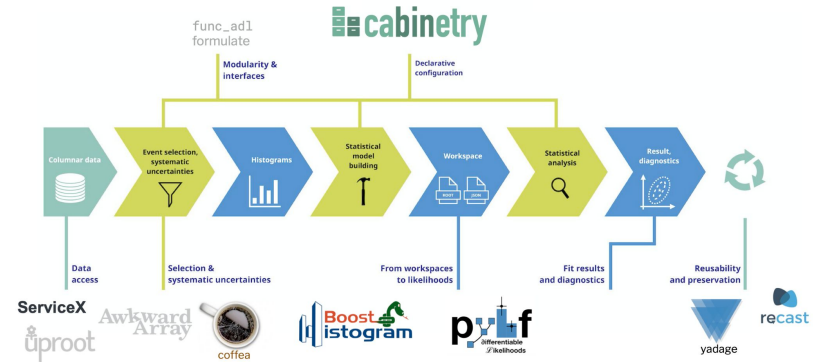 func_adl
formulate
cabinetry
Modularity &
interfaces
Declarative
configuration
Columnar data
Event selection,
systematic
uncertainties
Histograms
Statistical
model
building
Workspace
ROOT
JSON
Statistical
analysis
Result,
diagnostics
Data
access
Selection &
systematic uncertainties
From workspaces
to likelihoods
Fit results
and diagnostics
Reusability
and preservation
ServiceX
uproot
Awkward
Array
coffea
Boost
Histogram
pyhf
differentiable
Likelihoods
yadage
recast